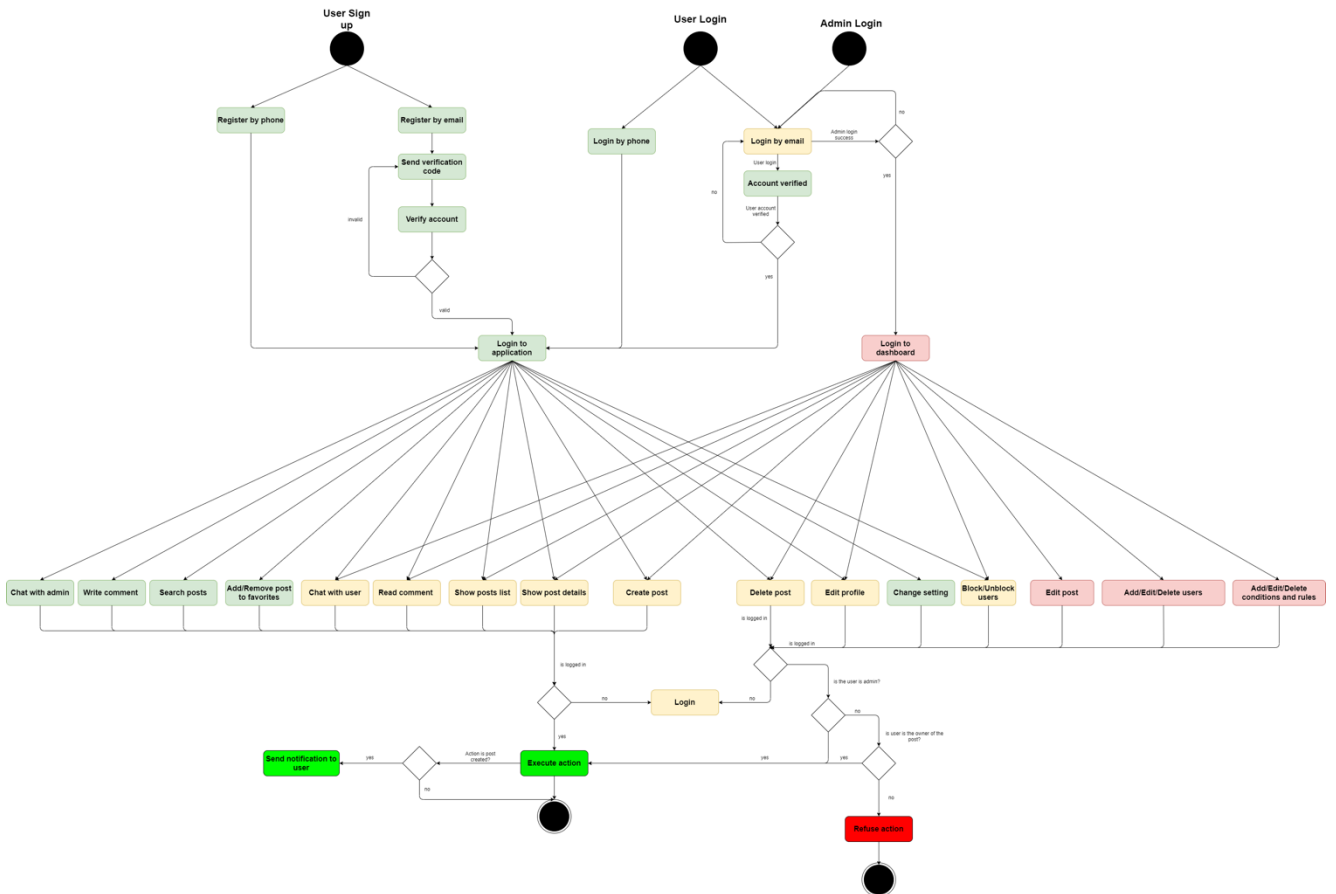 User Sign
up
User Login
Admin Login
Register by phone
Register by email
Login by phone
Login by email
Admin login
success
no
Send verification
code
User login
yes
Account verified
no
invalid
Verify account
User account
verified
yes
valid
Login to
application
Login to
dashboard
Chat with admin
Write comment
Search posts
Add/Remove post
to favorites
Chat with user
Read comment
Show posts list
Show post details
Create post
Delete post
Edit profile
Change setting
Block/Unblock
users
Edit post
Add/Edit/Delete users
Add/Edit/Delete
conditions and rules
is logged in
is logged in
is logged in
is the user is admin?
no
Login
no
no
yes
is user is the owner of the
post?
Send notification to
user
yes
Action is post
created?
Execute action
yes
yes
no
no
Refuse action